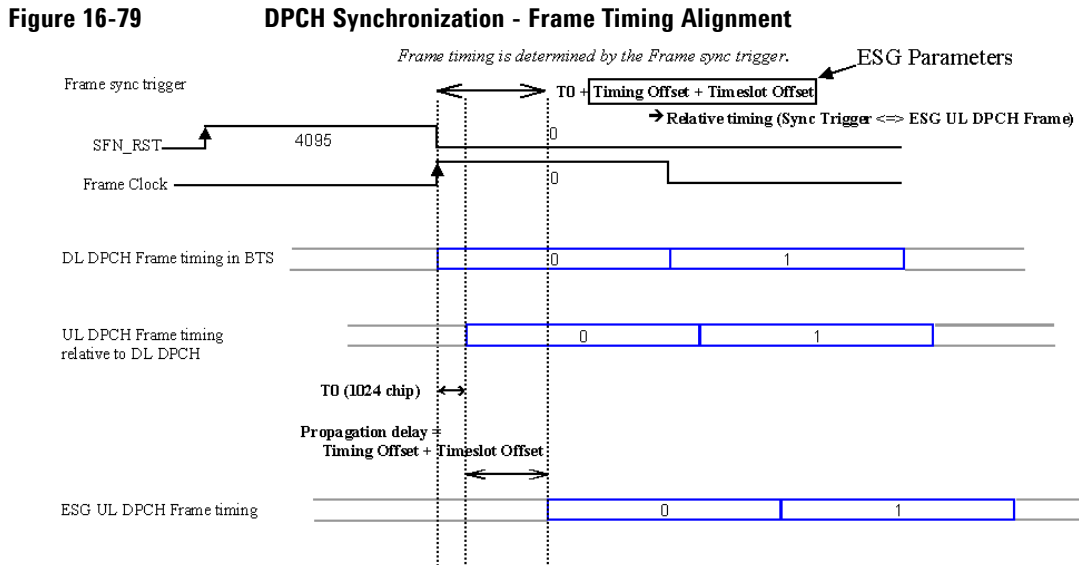 Figure 16-79 DPCH Synchronization - Frame Timing Alignment
Frame timing is determined by the Frame sync trigger.
ESG Parameters
Frame sync trigger
T0 + Timing Offset + Timeslot Offset
→ Relative timing (Sync Trigger <=> ESG UL DPCH Frame)
SFN_RST 4095 0
Frame Clock 0
DL DPCH Frame timing in BTS 0 1
UL DPCH Frame timing
relative to DL DPCH
0 1
T0 (1024 chip)
Propagation delay =
Timing Offset + Timeslot Offset
ESG UL DPCH Frame timing 0 1